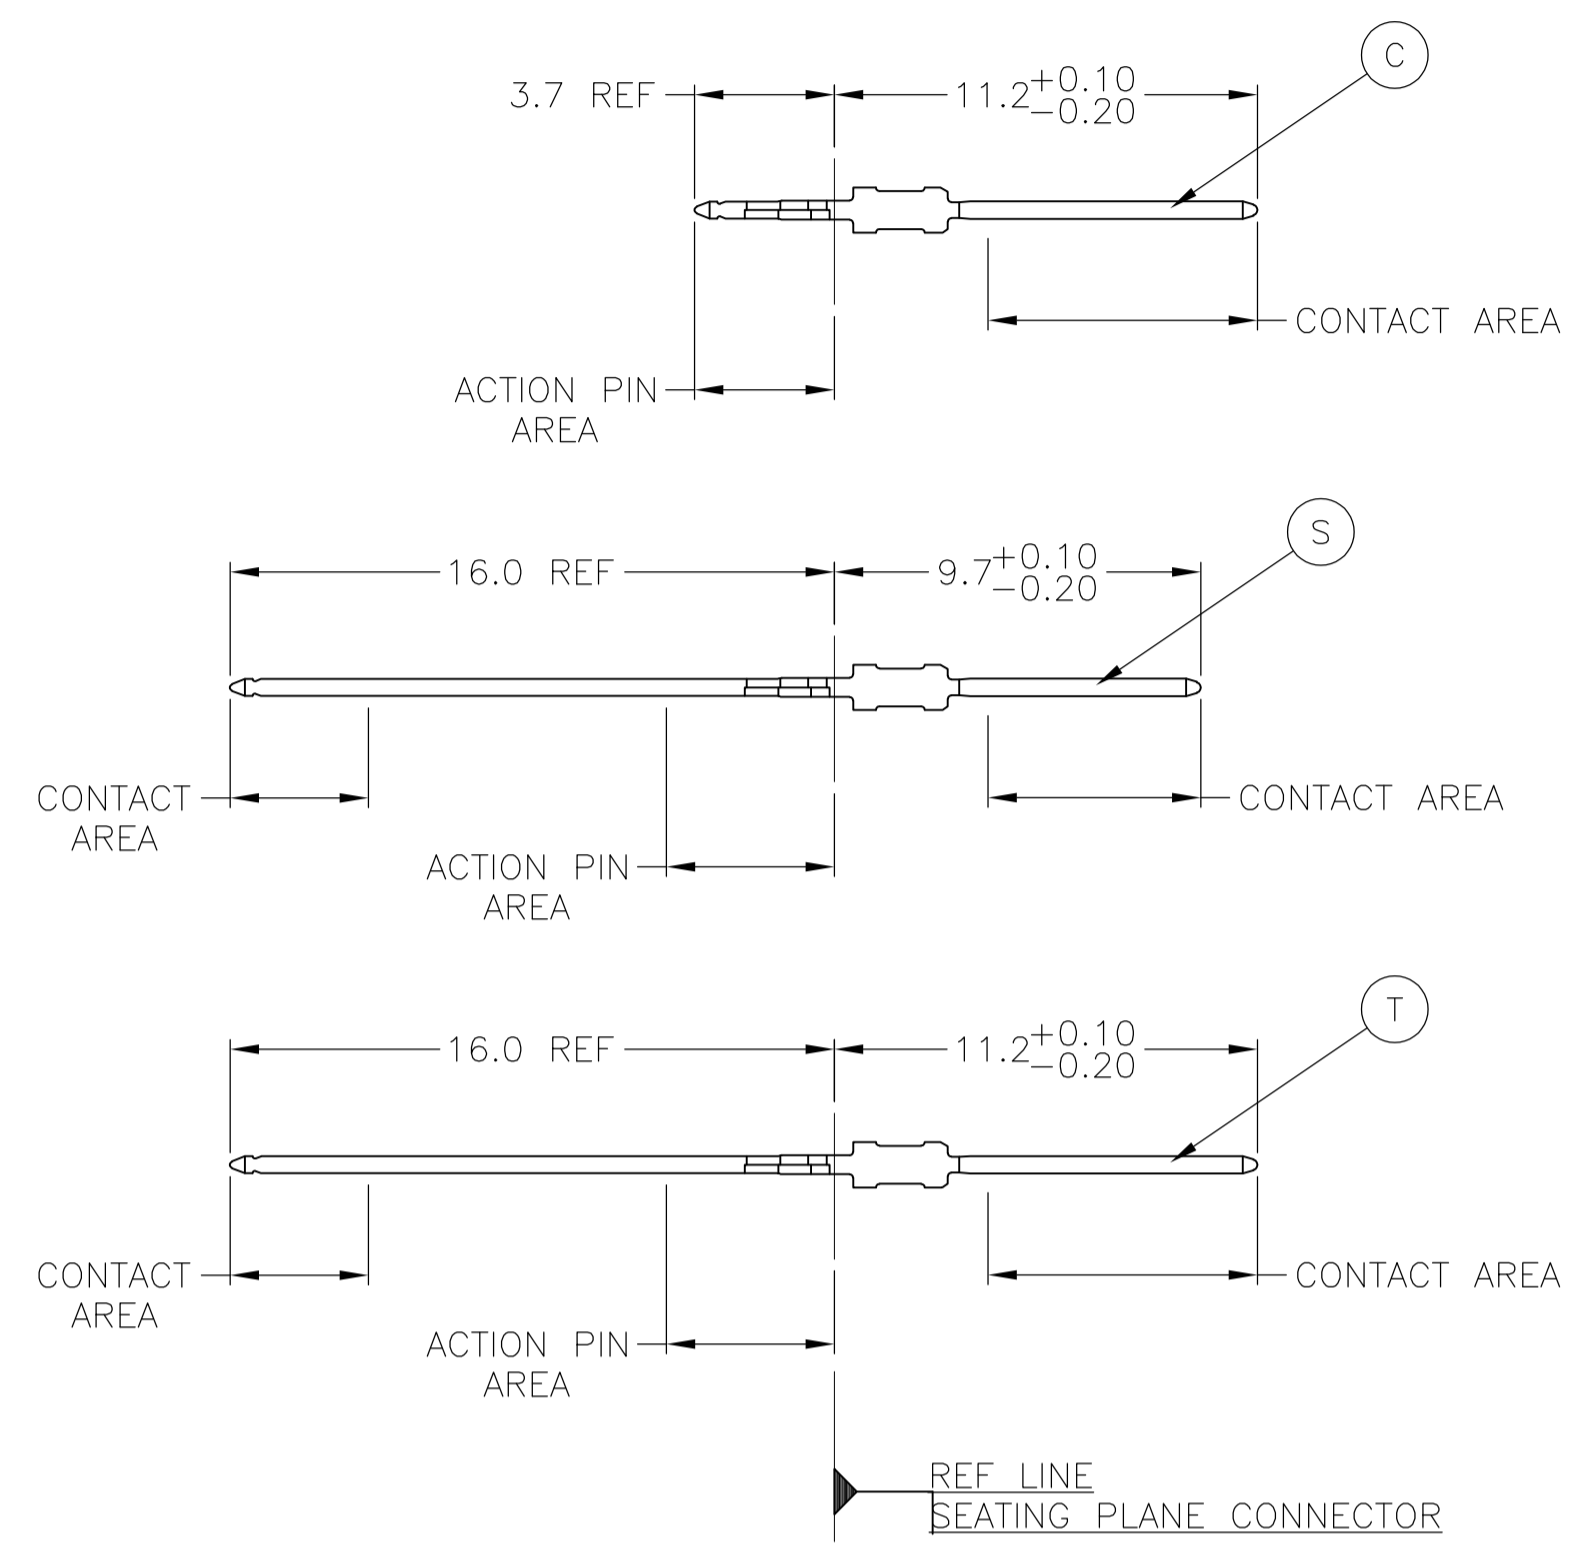 C
3.7 REF
11.2 +0.10
-0.20
CONTACT AREA
ACTION PIN
AREA
S
16.0 REF
9.7 +0.10
-0.20
CONTACT
AREA
CONTACT AREA
ACTION PIN
AREA
T
16.0 REF
11.2 +0.10
-0.20
CONTACT
AREA
CONTACT AREA
ACTION PIN
AREA
REF LINE
SEATING PLANE CONNECTOR